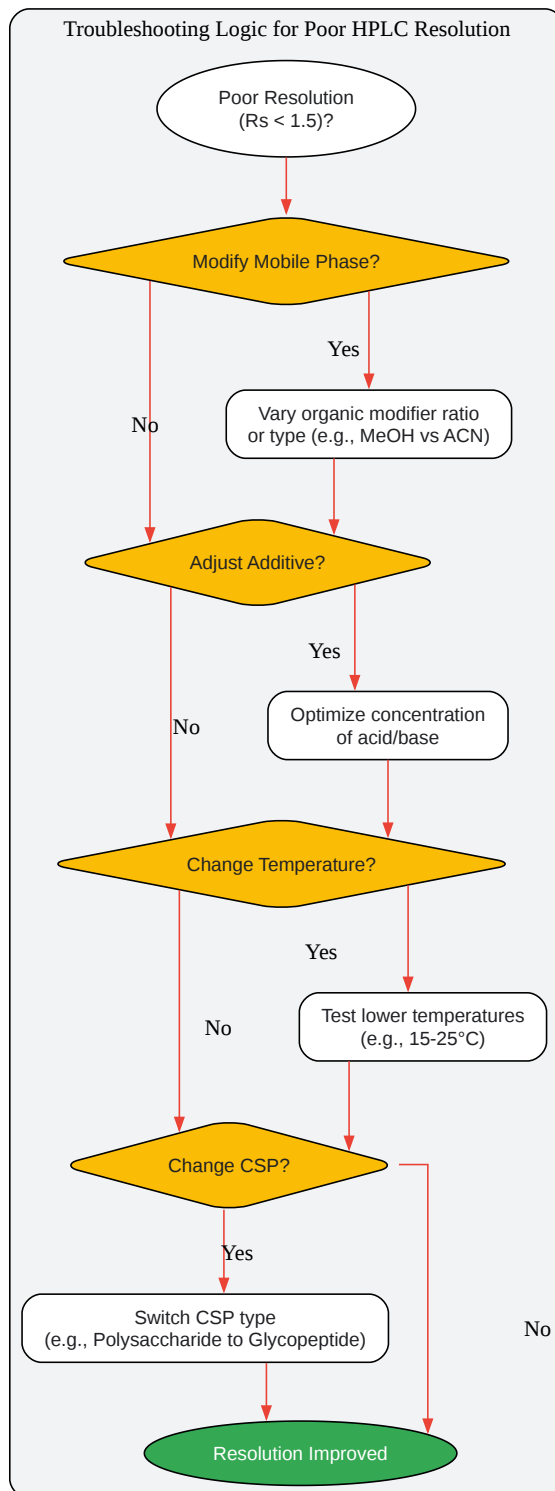 Troubleshooting Logic for Poor HPLC Resolution
Poor Resolution
(Rs < 1.5)?
Modify Mobile Phase?
Yes
No
Vary organic modifier ratio
or type (e.g., MeOH vs ACN)
Adjust Additive?
Yes
No
Optimize concentration
of acid/base
Change Temperature?
Yes
No
Test lower temperatures
(e.g., 15-25°C)
Change CSP?
Yes
No
Switch CSP type
(e.g., Polysaccharide to Glycopeptide)
Resolution Improved